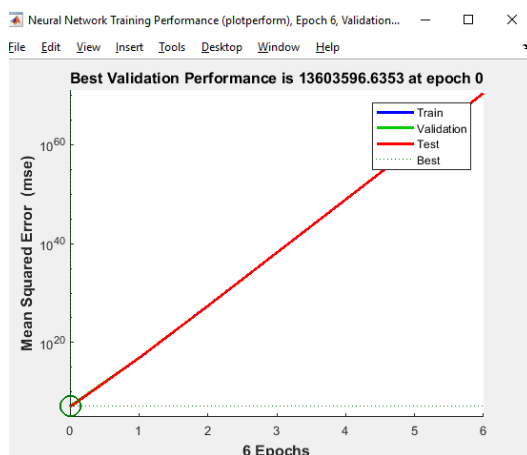 Neural Network Training Performance (plotperform), Epoch 6, Validation...
File Edit View Insert Tools Desktop Window Help
Best Validation Performance is 13603596.6353 at epoch 0
Mean Squared Error (mse)
10^60
10^40
10^20
Train
Validation
Test
Best
0 1 2 3 4 5 6
6 Epochs